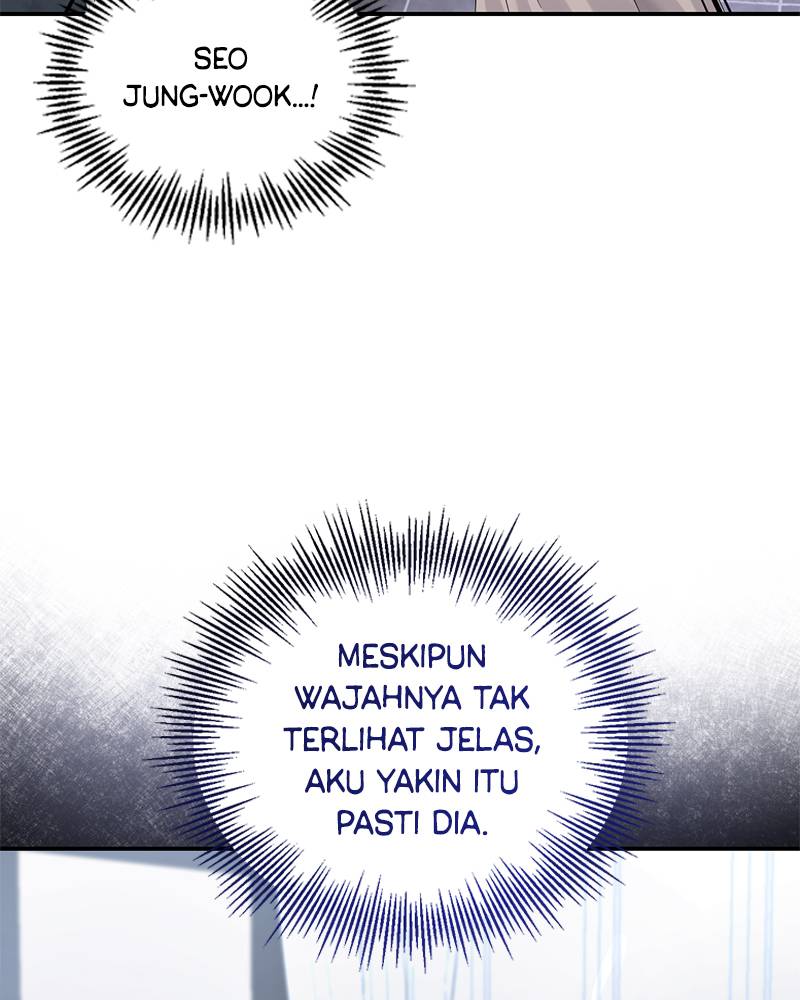 SEO
JUNG-WOOK...!
MESKIPUN
WAJAHNYA TAK
TERLIHAT JELAS,
AKU YAKIN ITU
PASTI DIA.